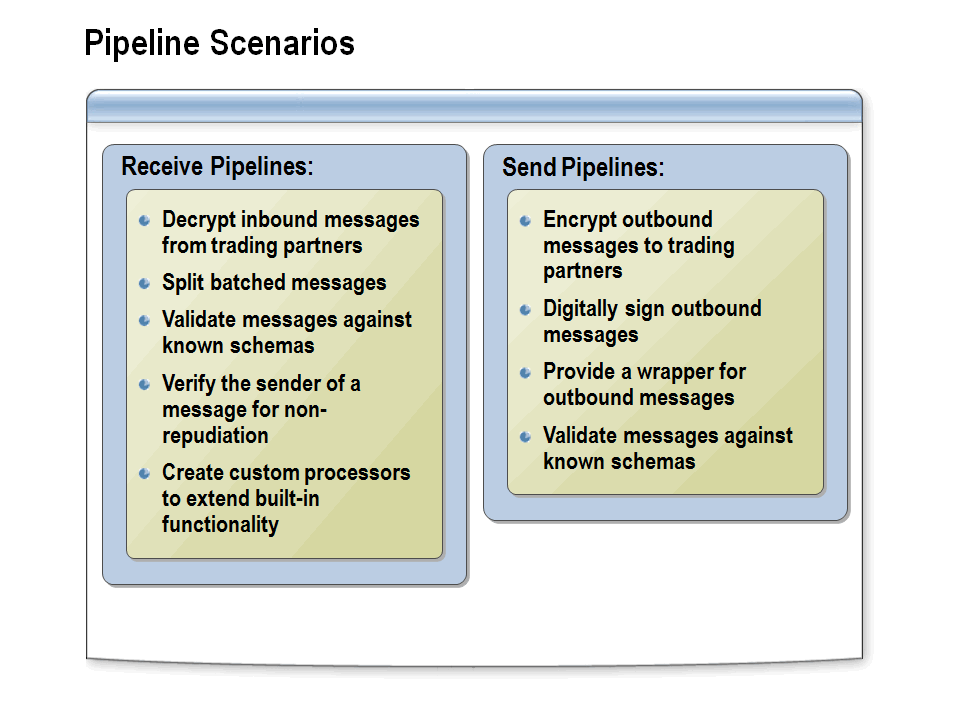 Pipeline Scenarios
Receive Pipelines:
Decrypt inbound messages
from trading partners
Split batched messages
Validate messages against
known schemas
Verify the sender of a
message for non-
repudiation
Create custom processors
to extend built-in
functionality
Send Pipelines:
Encrypt outbound
messages to trading
partners
Digitally sign outbound
messages
Provide a wrapper for
outbound messages
Validate messages against
known schemas